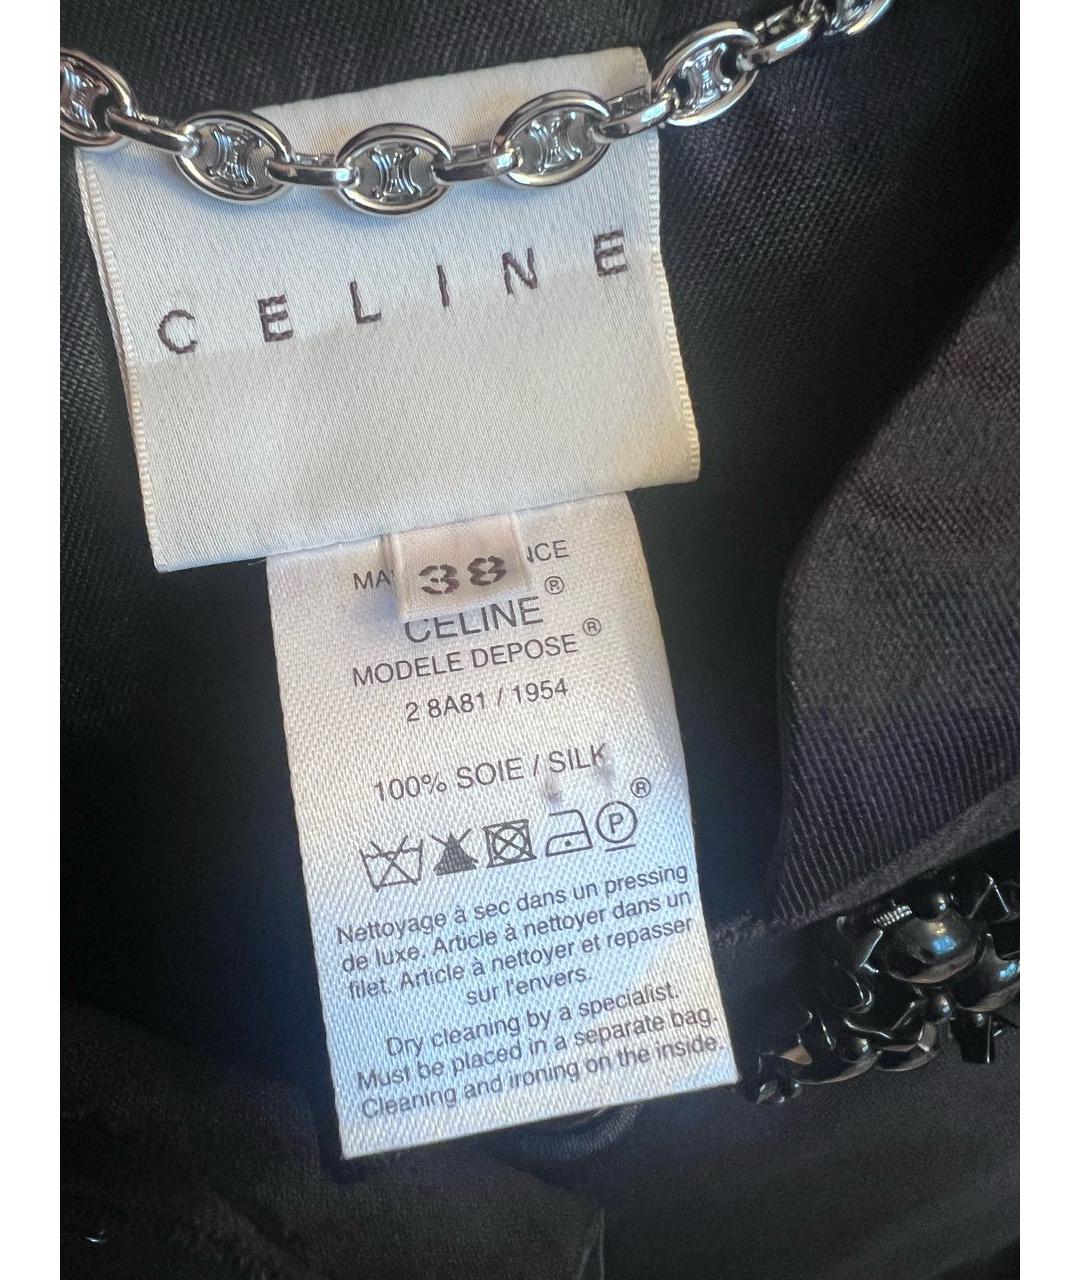 C E L I N E
38
CELINE®
MODELE DEPOSE®
2 8A81 / 1954
100% SOIE / SILK
®
P
Nettoyage à sec dans un pressing
de luxe. Article à nettoyer dans un
filet. Article à nettoyer et repasser
sur l'envers.
Dry cleaning by a specialist.
Must be placed in a separate bag.
Cleaning and ironing on the inside.